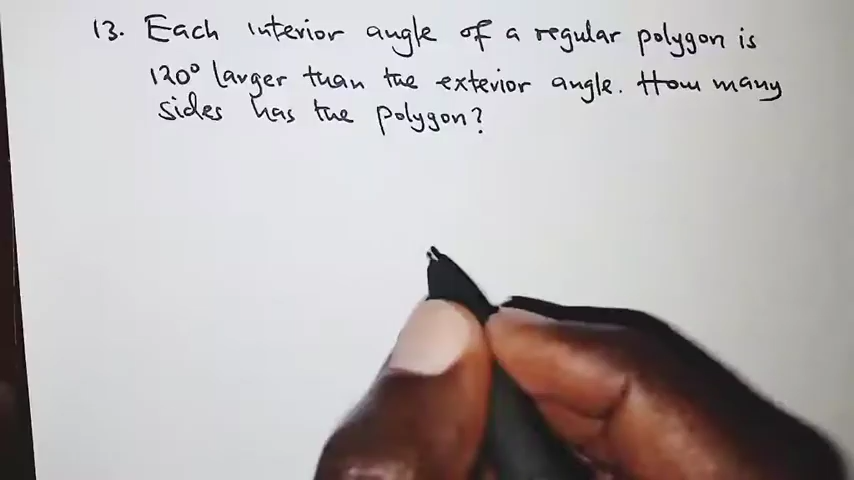 13. Each interior angle of a regular polygon is
120° larger than the exterior angle. How many
sides has the polygon?